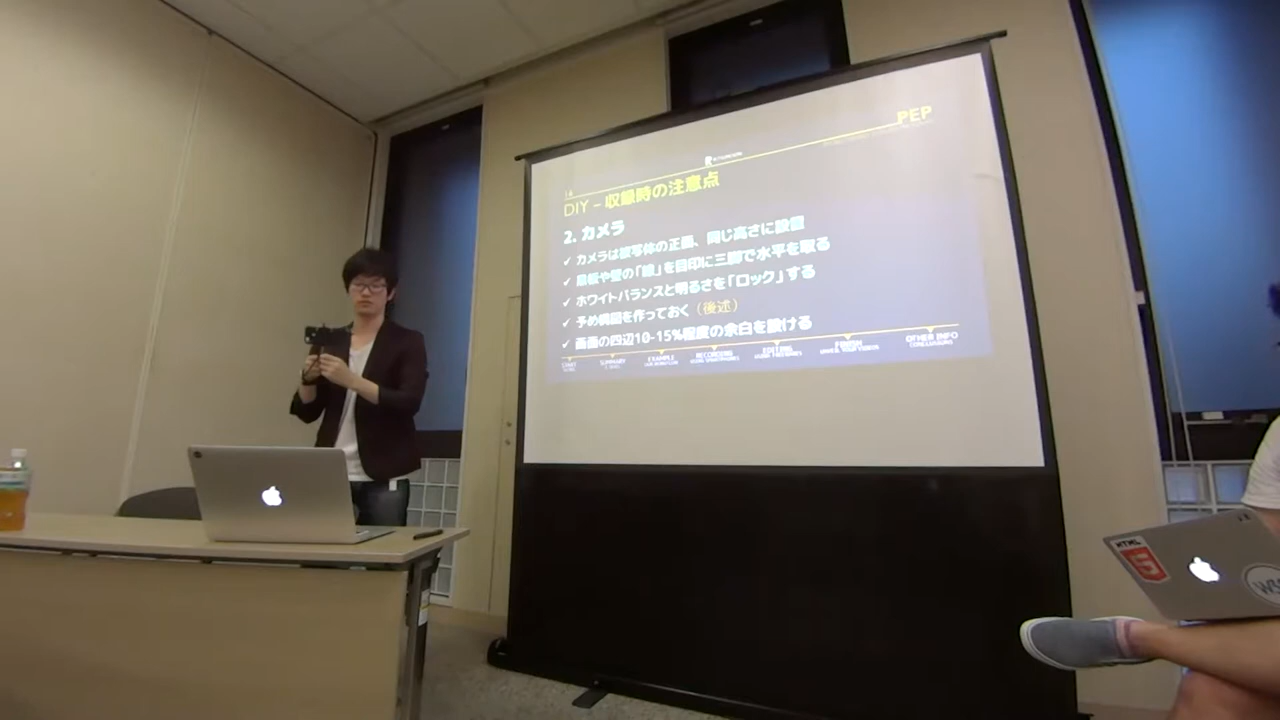 PEP
14
DIY – 収録時の注意点
2. カメラ
✓ カメラは被写体の正面、同じ高さに設置
✓ 黒板や壁の「線」を目印に三脚で水平を取る
✓ ホワイトバランスと明るさを「ロック」する
✓ 予め構図を作っておく（後述）
✓ 画面の四辺10-15%程度の余白を設ける
SUMMARY
EXAMPLE
RECORDING
EDITING
FINISH
OTHER INFO
HTML
5